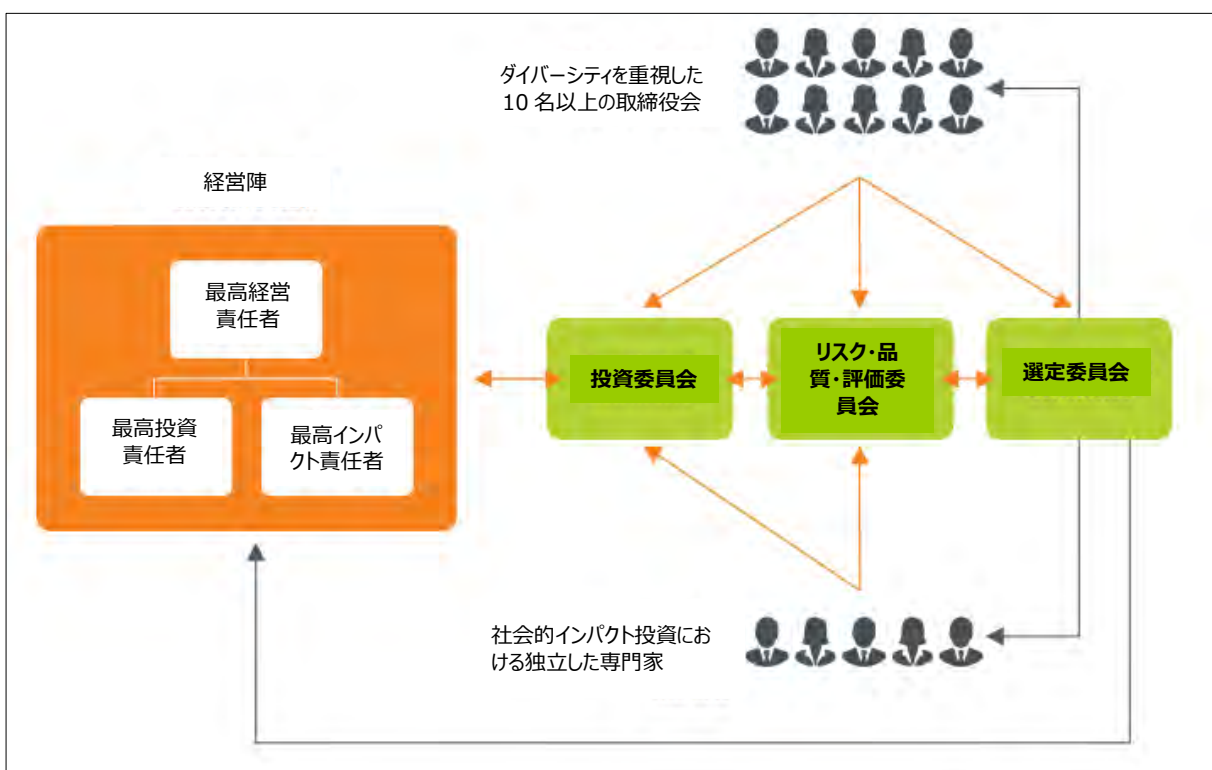 ダイバーシティを重視した
10 名以上の取締役会
経営陣
最高経営
責任者
最高投資
責任者
最高インパ
クト責任者
投資委員会
リスク・品
質・評価委
員会
選定委員会
社会的インパクト投資にお
ける独立した専門家